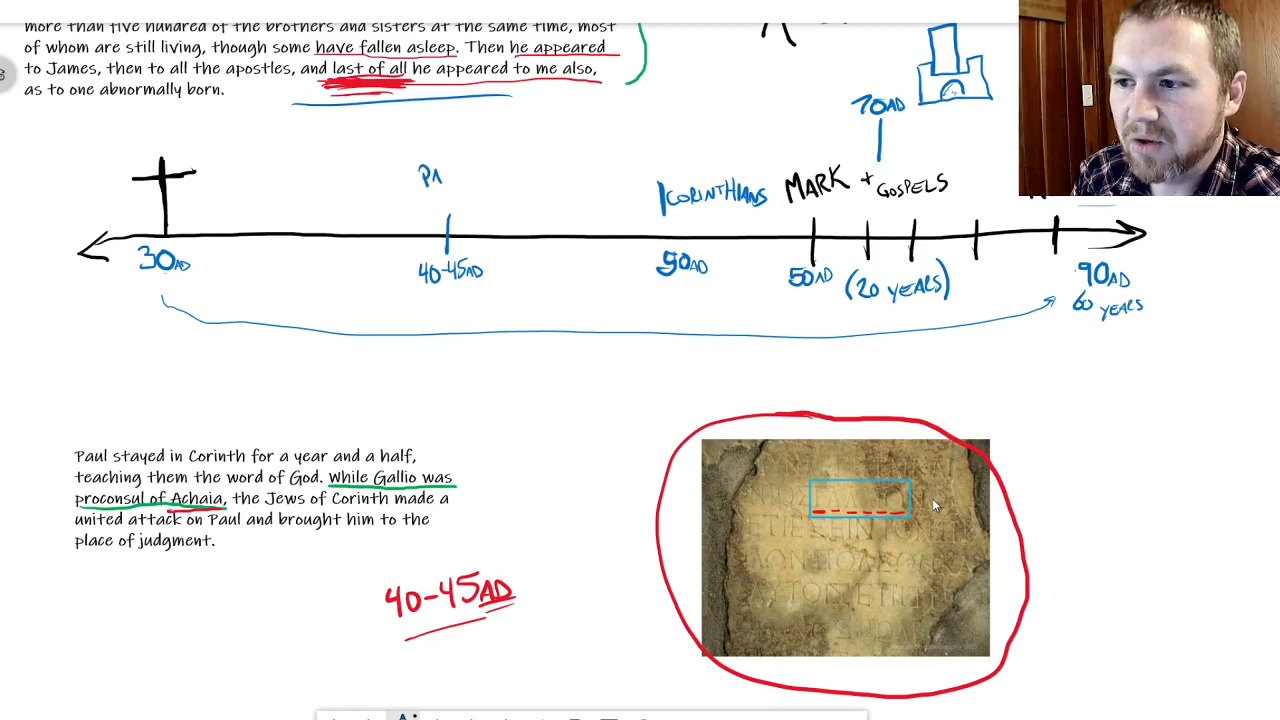 more than five hundred of the brothers and sisters at the same time, most
of whom are still living, though some have fallen asleep. Then he appeared
to James, then to all the apostles, and last of all he appeared to me also,
as to one abnormally born.
70AD
PA
1 CORINTHIANS
MARK + GOSPELS
30AD
40-45AD
50AD
50AD
(20 YEARS)
90AD
60 YEARS
Paul stayed in Corinth for a year and a half,
teaching them the word of God. While Gallio was
proconsul of Achaia, the Jews of Corinth made a
united attack on Paul and brought him to the
place of judgment.
40-45AD